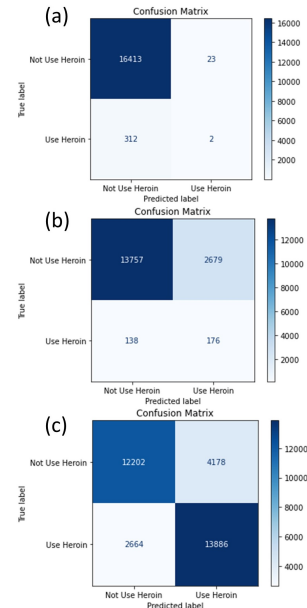 (a)
Confusion Matrix
Not Use Heroin
16413
23
Use Heroin
312
2
Not Use Heroin
Use Heroin
True label
Predicted label
16000
14000
12000
10000
8000
6000
4000
2000
(b)
Confusion Matrix
Not Use Heroin
13757
2679
Use Heroin
138
176
Not Use Heroin
Use Heroin
True label
Predicted label
12000
10000
8000
6000
4000
2000
(c)
Confusion Matrix
Not Use Heroin
12202
4178
Use Heroin
2664
13886
Not Use Heroin
Use Heroin
True label
Predicted label
12000
10000
8000
6000
4000